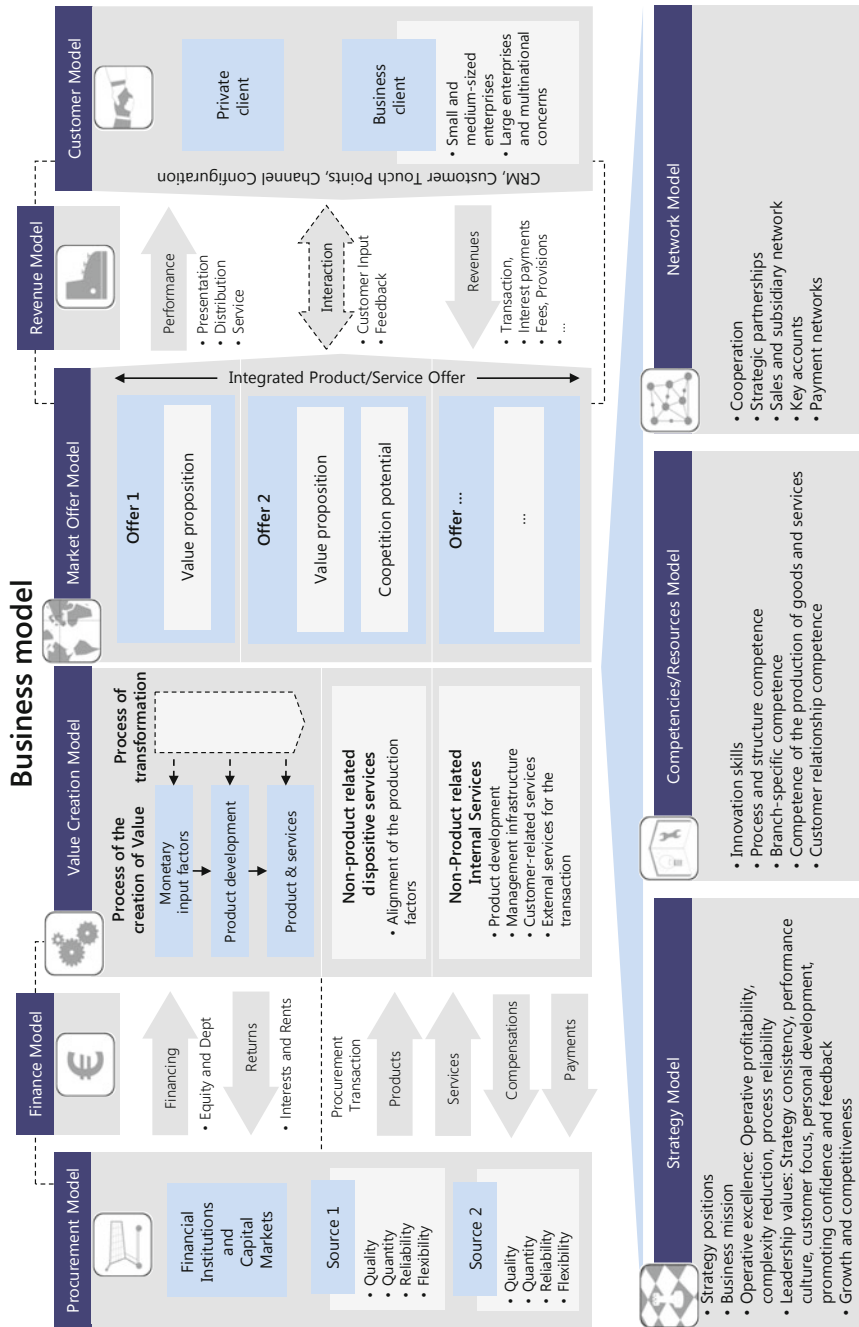 Business model
Procurement Model
Financial
Institutions
and
Capital
Markets
Source 1
• Quality
• Quantity
• Reliability
• Flexibility
Source 2
• Quality
• Quantity
• Reliability
• Flexibility
Finance Model
€
Financing
• Equity and Dept
Returns
• Interests and Rents
Procurement
Transaction
Products
Services
Compensations
Payments
Value Creation Model
Process of the
creation of Value
Process of
transformation
Monetary
input factors
Product development
Product & services
Non-product related
dispositive services
• Alignment of the production
factors
Non-Product related
Internal Services
• Product development
• Management infrastructure
• Customer-related services
• External services for the
transaction
Market Offer Model
Offer 1
Value proposition
Offer 2
Value proposition
Coopetition potential
Offer ...
...
Integrated Product/Service Offer
Revenue Model
Performance
• Presentation
• Distribution
• Service
Interaction
• Customer Input
• Feedback
Revenues
• Transaction,
Interest payments
• Fees, Provisions
• ...
Customer Model
CRM, Customer Touch Points, Channel Configuration
Private
client
Business
client
• Small and
medium-sized
enterprises
• Large enterprises
and multinational
concerns
Strategy Model
• Strategy positions
• Business mission
• Operative excellence: Operative profitability,
complexity reduction, process reliability
• Leadership values: Strategy consistency, performance
culture, customer focus, personal development,
promoting confidence and feedback
• Growth and competitiveness
Competencies/Resources Model
• Innovation skills
• Process and structure competence
• Branch-specific competence
• Competence of the production of goods and services
• Customer relationship competence
Network Model
• Cooperation
• Strategic partnerships
• Sales and subsidiary network
• Key accounts
• Payment networks